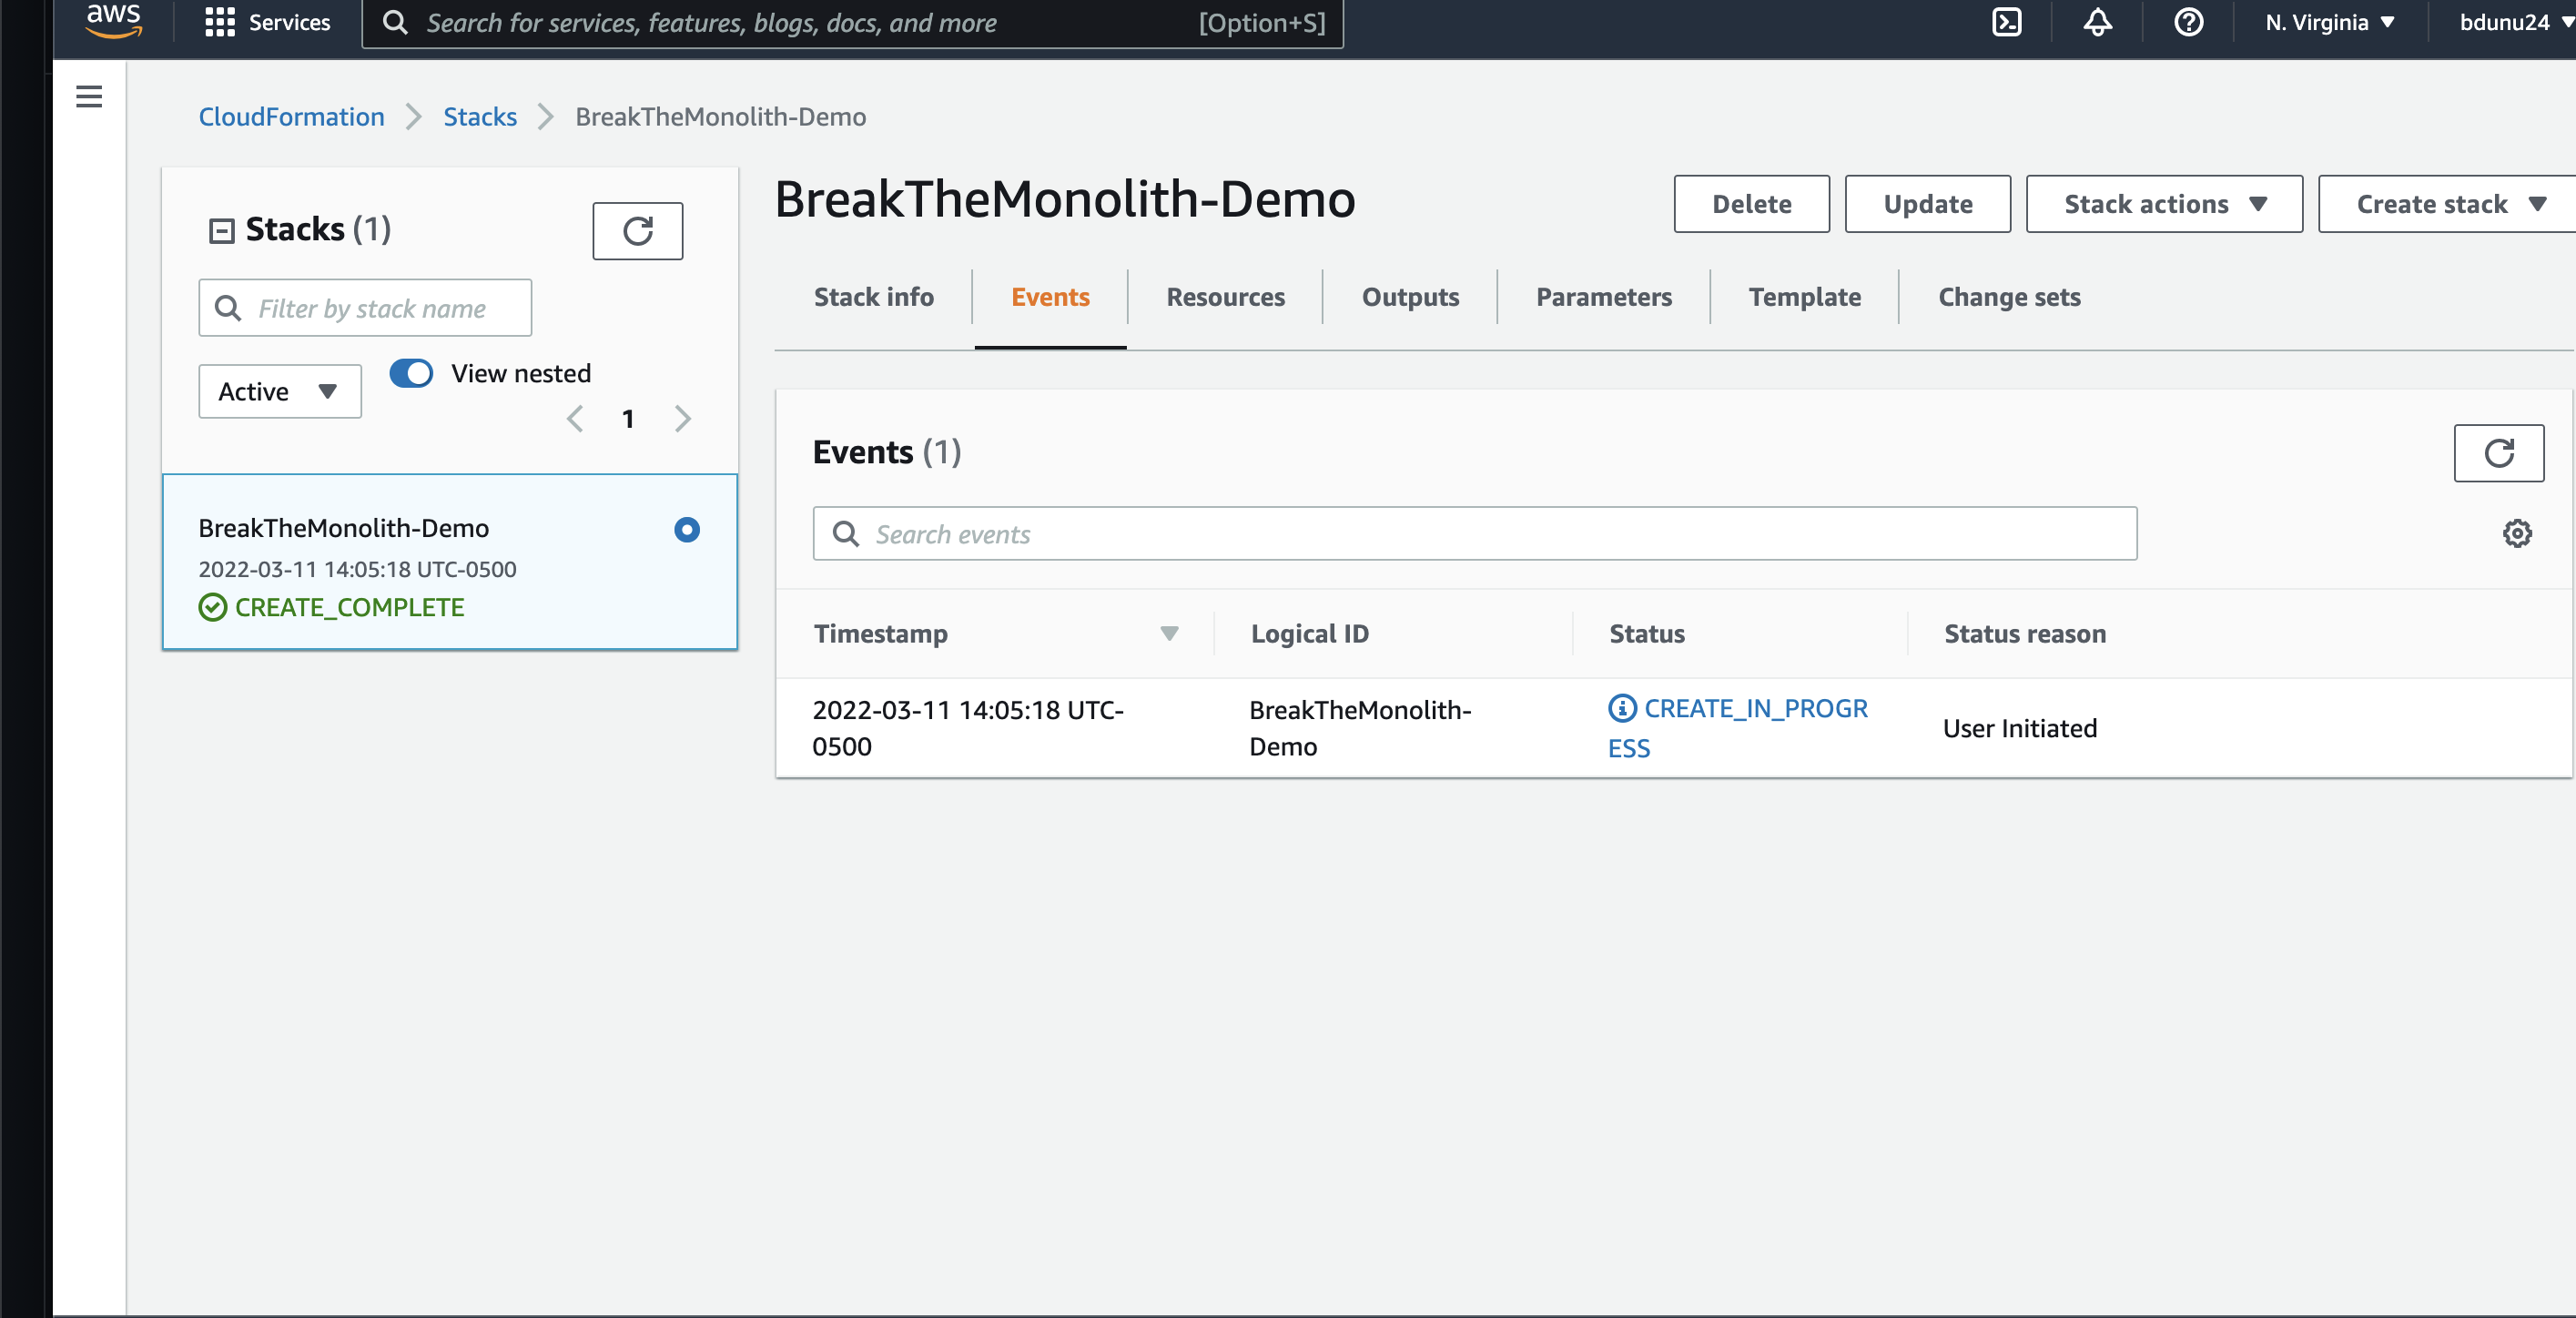 aws
Services
Search for services, features, blogs, docs, and more
[Option+S]
N. Virginia
bdunu24
CloudFormation
Stacks
BreakTheMonolith-Demo
Stacks (1)
Filter by stack name
Active
View nested
1
BreakTheMonolith-Demo
2022-03-11 14:05:18 UTC-0500
CREATE_COMPLETE
BreakTheMonolith-Demo
Delete
Update
Stack actions
Create stack
Stack info
Events
Resources
Outputs
Parameters
Template
Change sets
Events (1)
Search events
Timestamp
Logical ID
Status
Status reason
2022-03-11 14:05:18 UTC-
0500
BreakTheMonolith-
Demo
CREATE_IN_PROGR
ESS
User Initiated